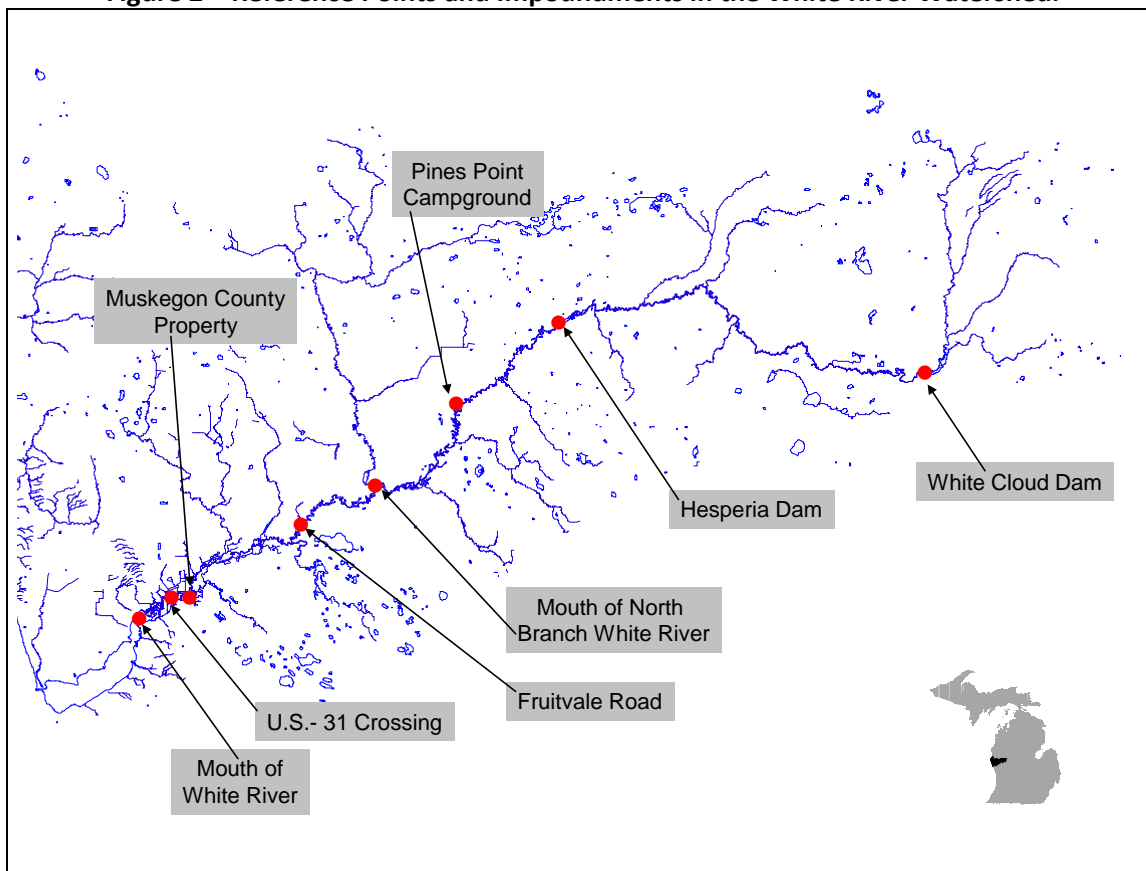 Figure 2 – Reference Points and Impoundments in the White River Watershed.
Pines Point
Campground
Muskegon County
Property
White Cloud Dam
Hesperia Dam
Mouth of North
Branch White River
Fruitvale Road
U.S.- 31 Crossing
Mouth of
White River